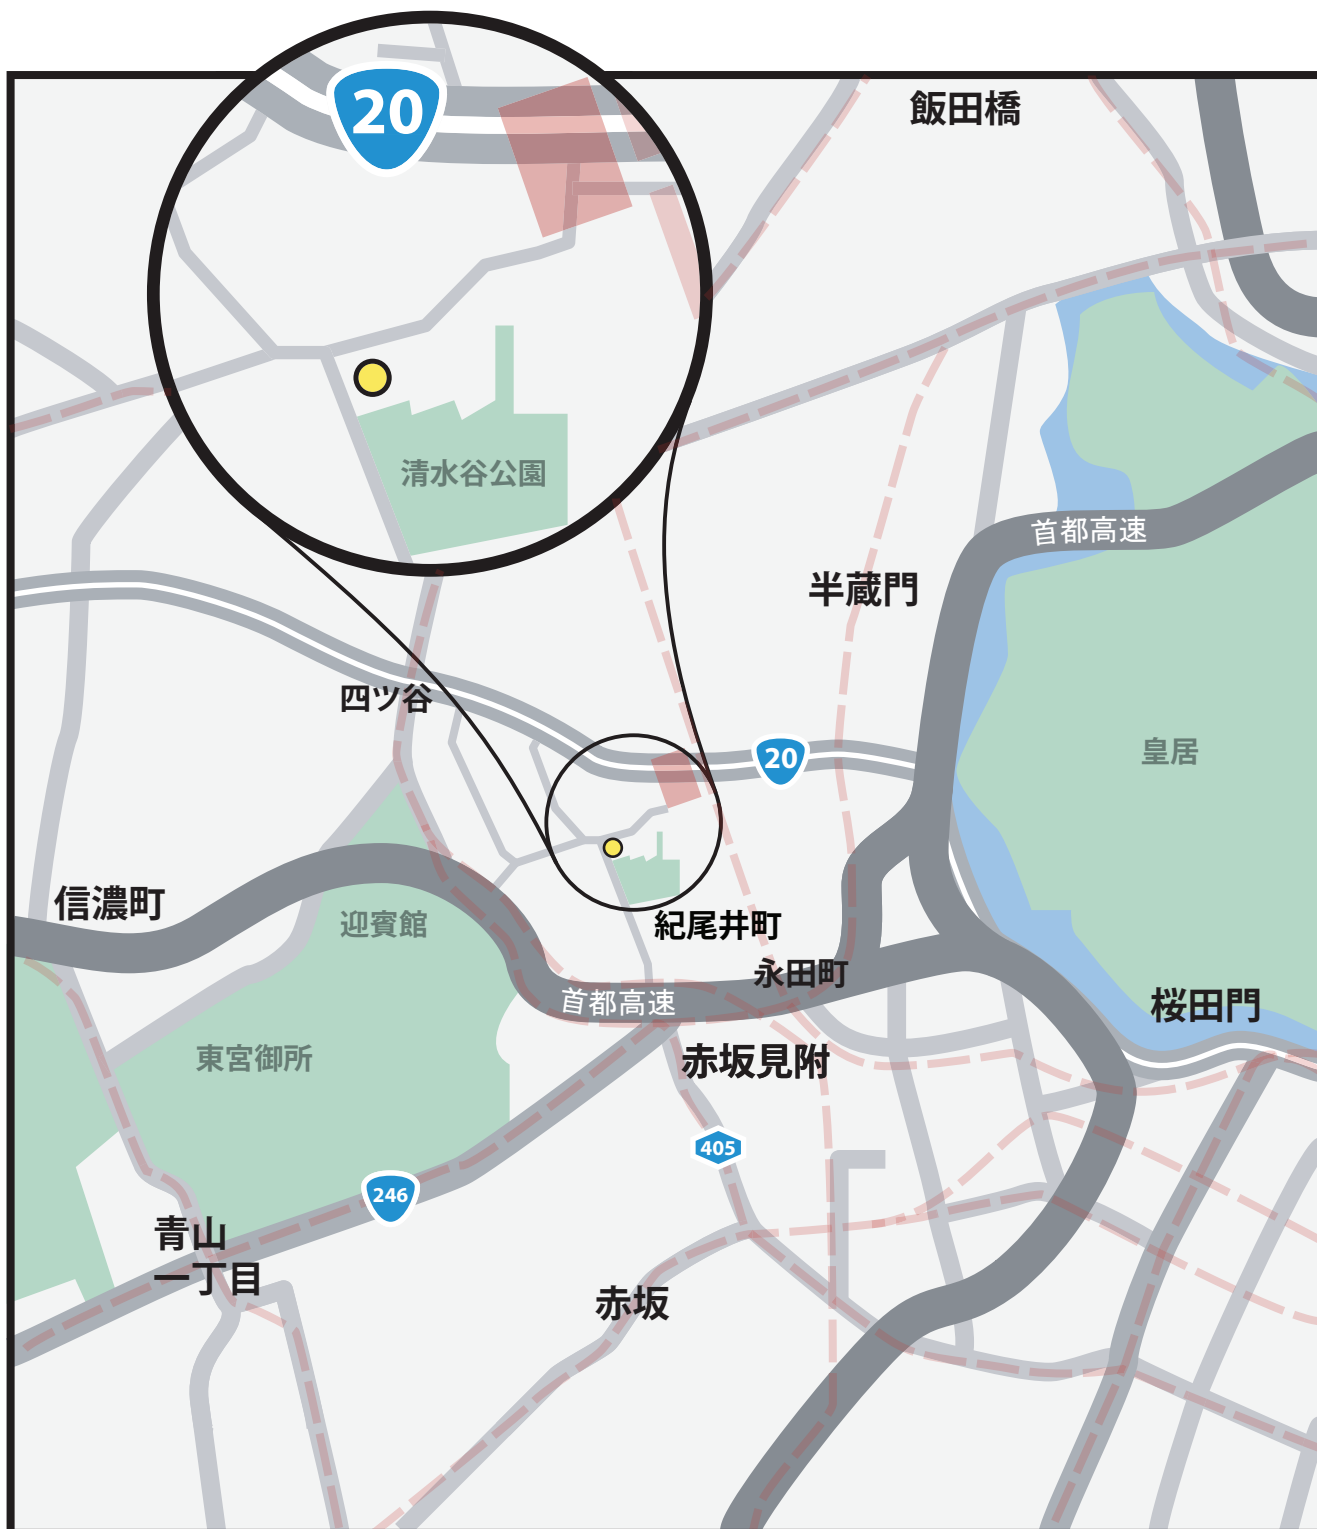 20
飯田橋
清水谷公園
首都高速
半蔵門
四ツ谷
20
皇居
信濃町
迎賓館
紀尾井町
永田町
首都高速
桜田門
東宮御所
赤坂見附
405
246
青山
一丁目
赤坂